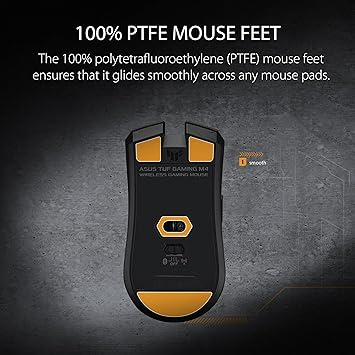 100% PTFE MOUSE FEET
The 100% polytetrafluoroethylene (PTFE) mouse feet
ensures that it glides smoothly across any mouse pads.
smooth
ASUS TUF GAMING M4
WIRELESS GAMING MOUSE
OFF